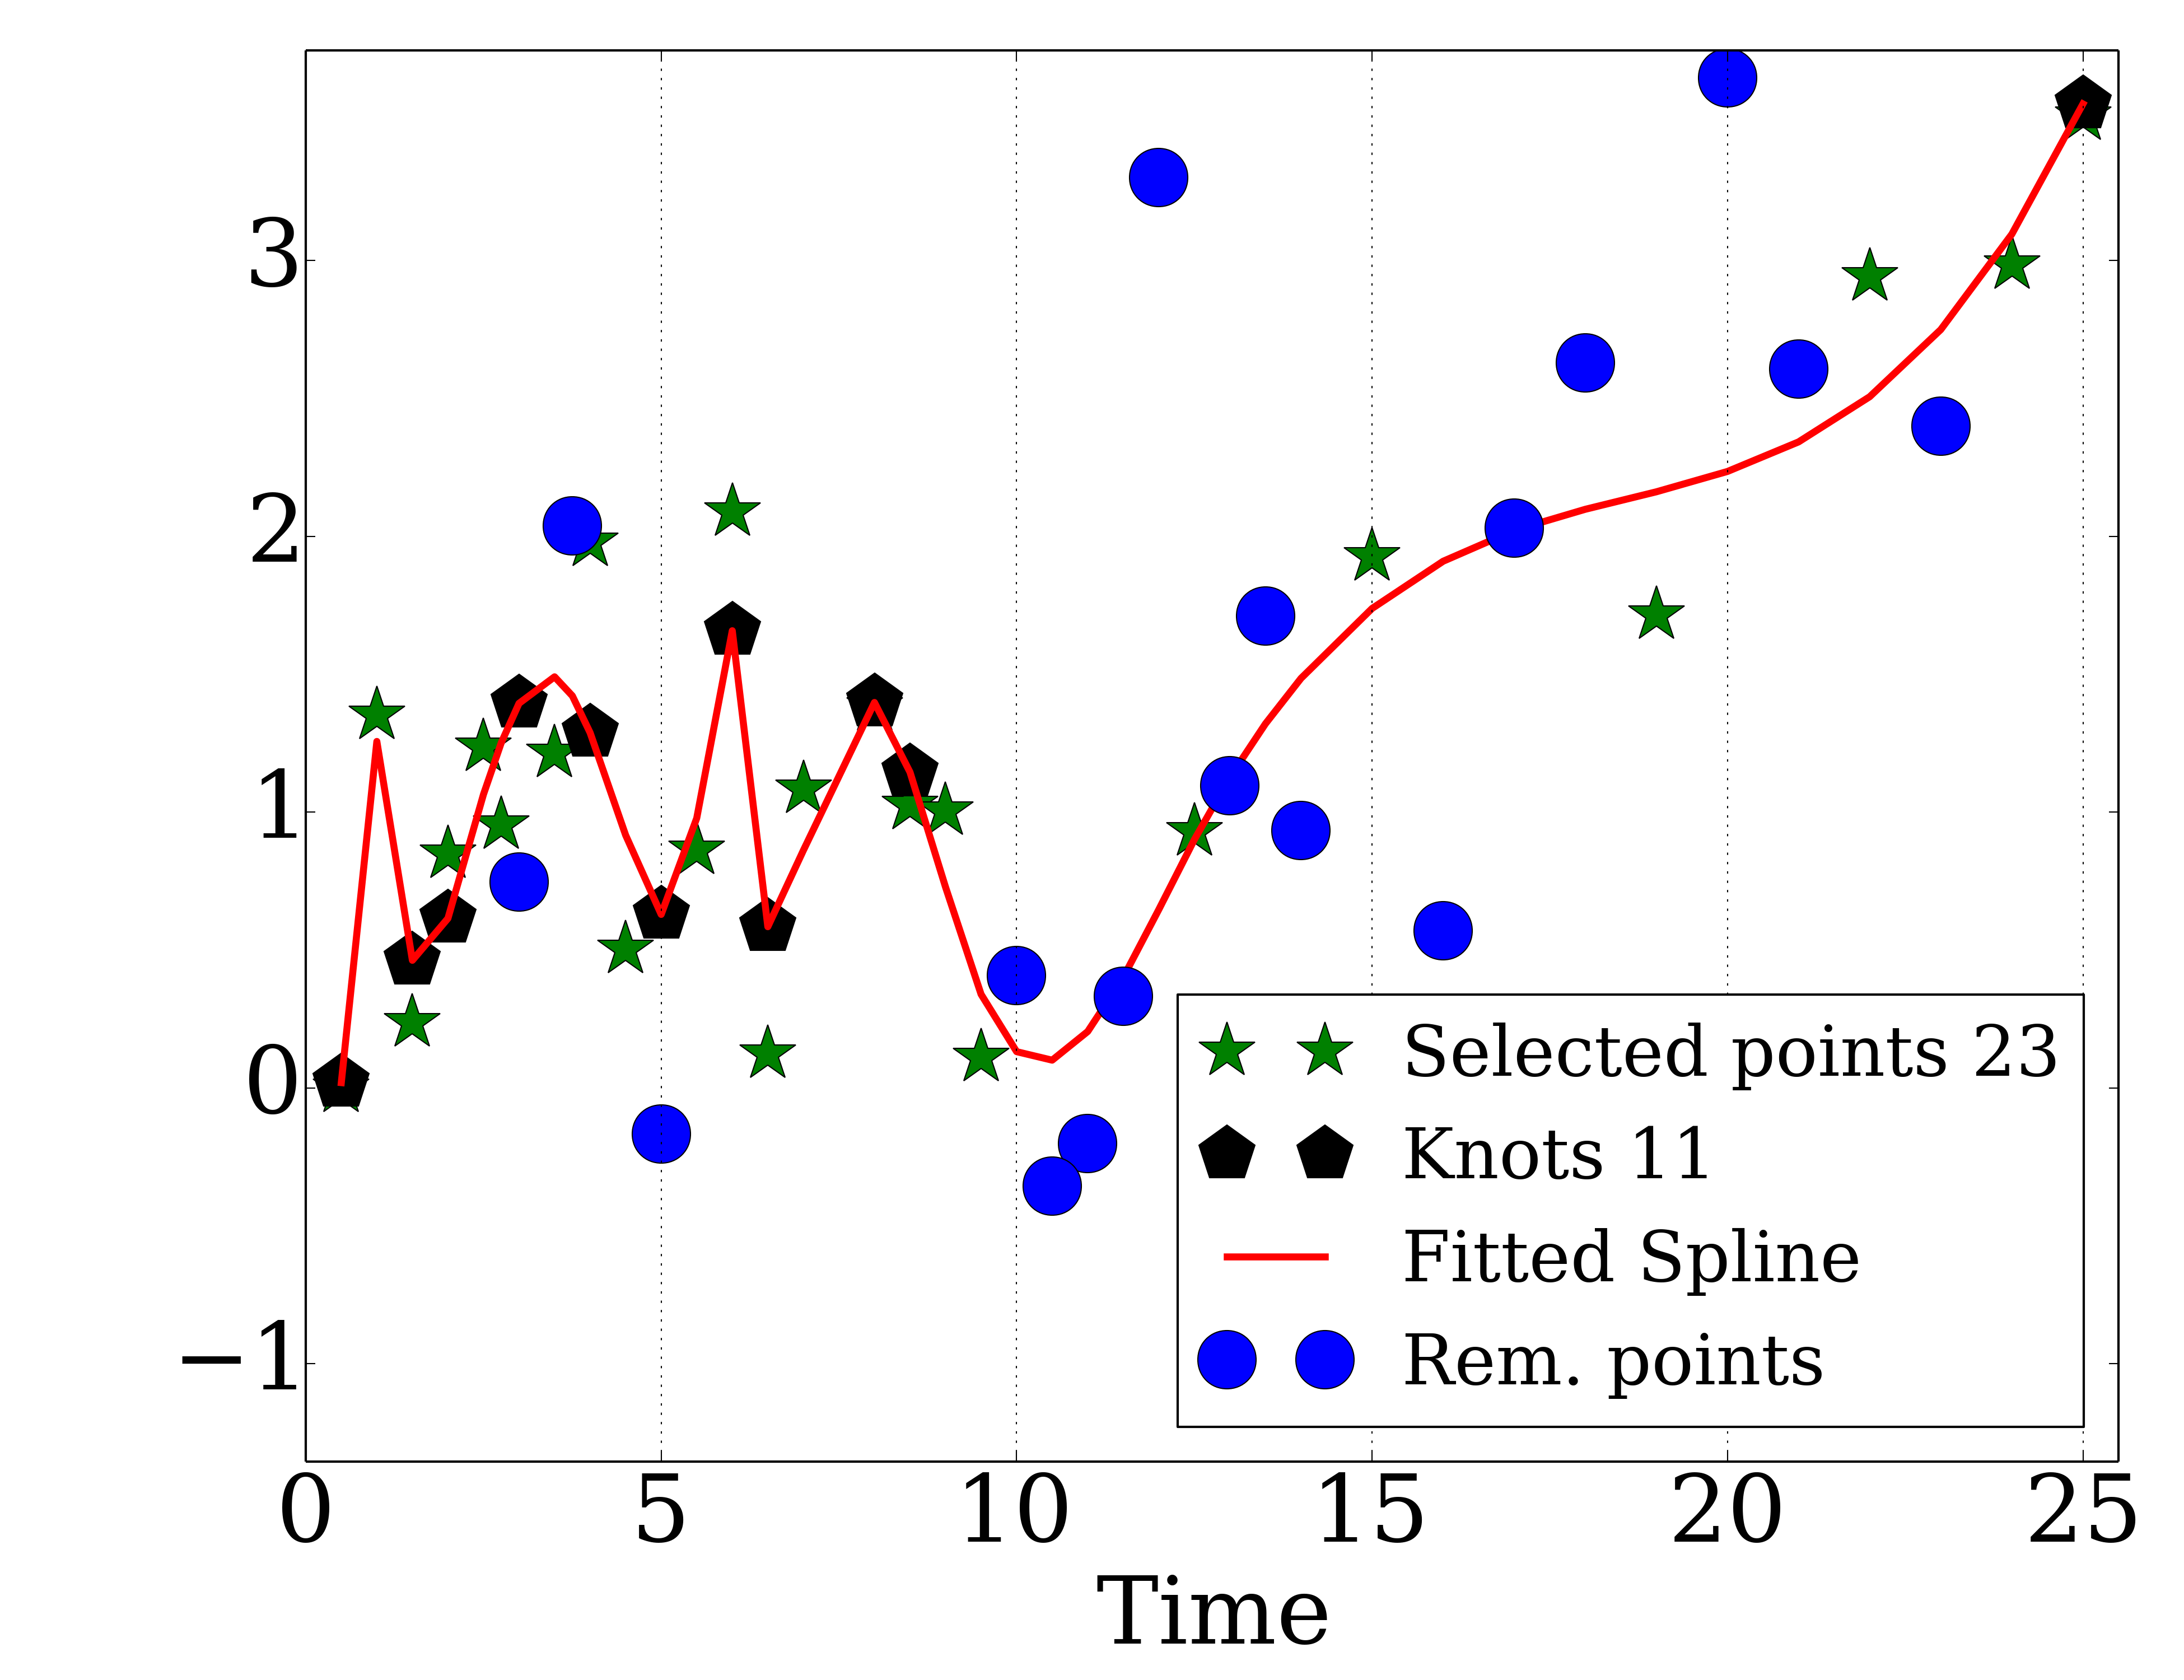 3
2
1
0
−1
Selected points 23
Knots 11
Fitted Spline
Rem. points
0 5 10 15 20 25
Time